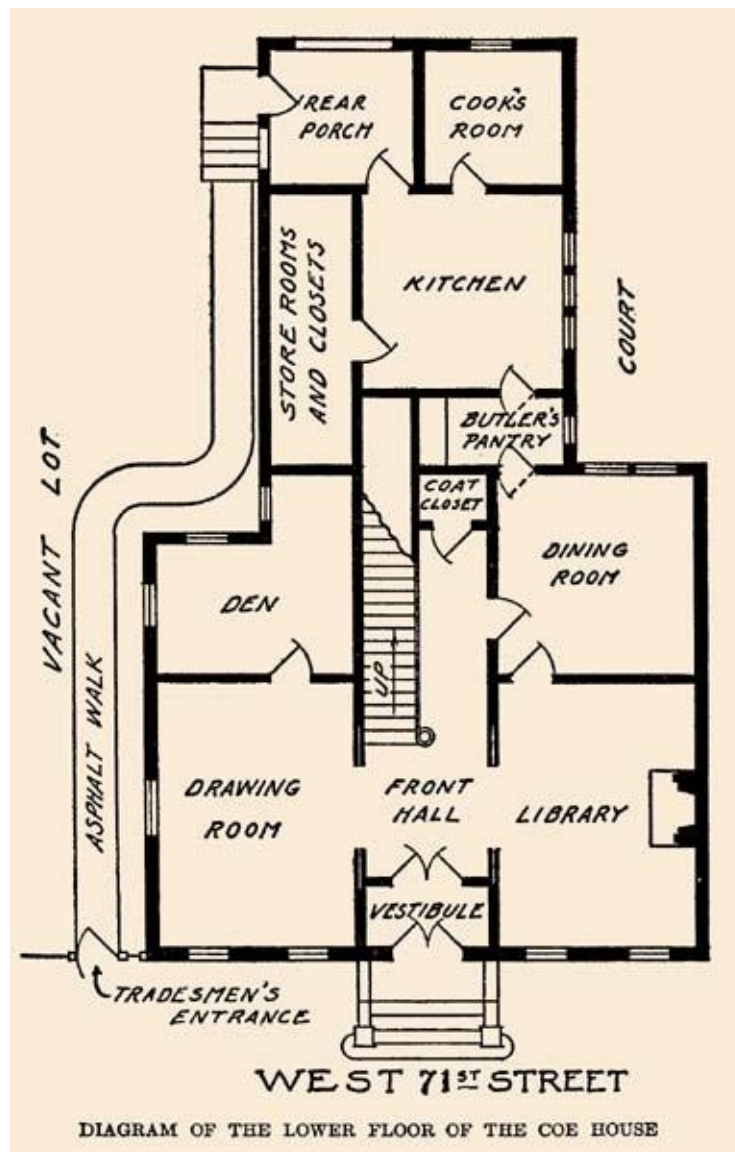 REAR
PORCH
COOK'S
ROOM
STORE ROOMS
AND CLOSETS
KITCHEN
COURT
BUTLER'S
PANTRY
COAT
CLOSET
DINING
ROOM
VACANT LOT
DEN
UP
ASPHALT WALK
DRAWING
ROOM
FRONT
HALL
LIBRARY
VESTIBULE
TRADESMEN'S
ENTRANCE
WEST 71ST STREET
DIAGRAM OF THE LOWER FLOOR OF THE COE HOUSE